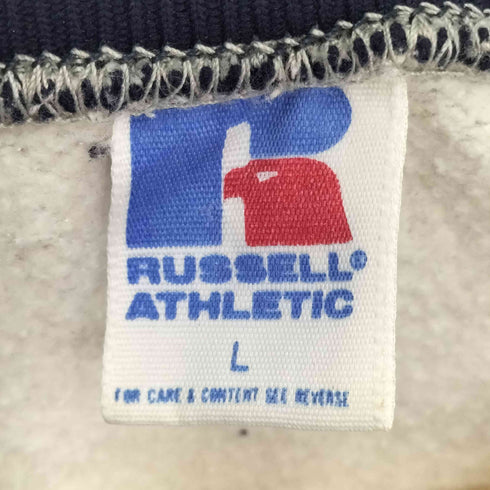 R
RUSSELL®
ATHLETIC
L
FOR CARE & CONTENT SEE REVERSE